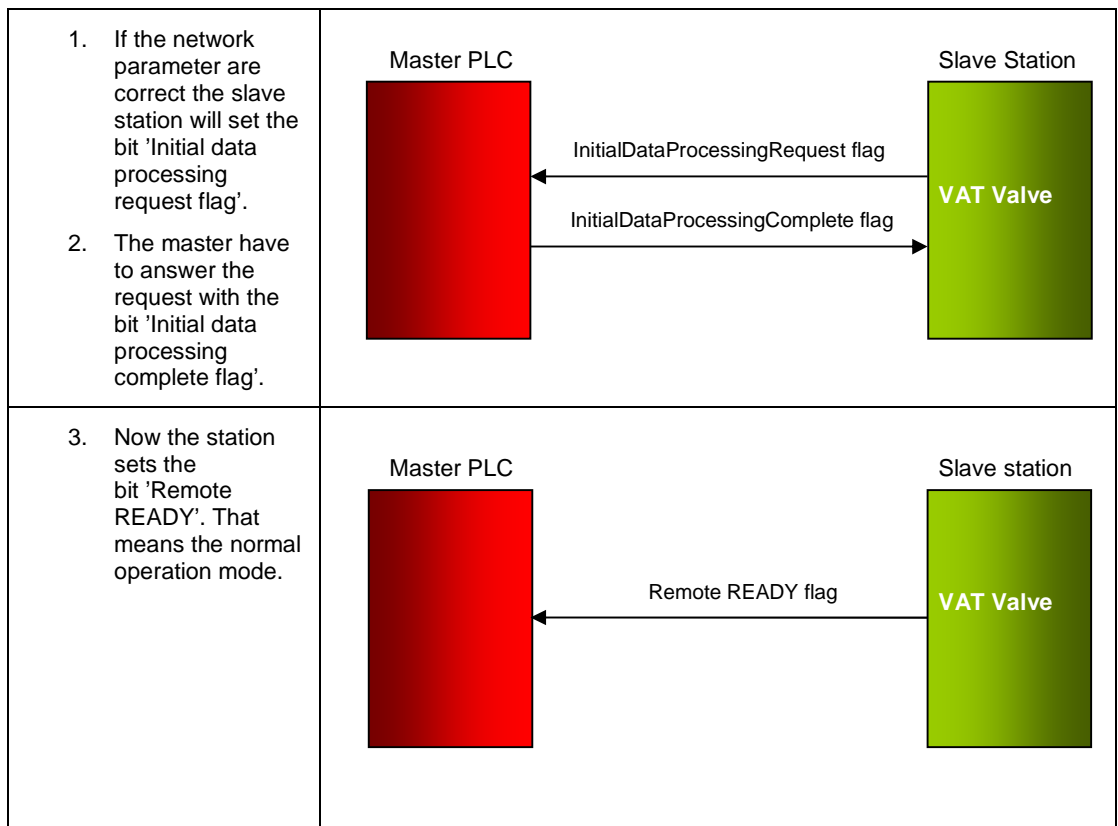 1. If the network
parameter are
correct the slave
station will set the
bit ’Initial data
processing
request flag’.
2. The master have
to answer the
request with the
bit ’Initial data
processing
complete flag’.
Master PLC
Slave Station
InitialDataProcessingRequest flag
VAT Valve
InitialDataProcessingComplete flag
3. Now the station
sets the
bit ’Remote
READY’. That
means the normal
operation mode.
Master PLC
Slave station
Remote READY flag
VAT Valve